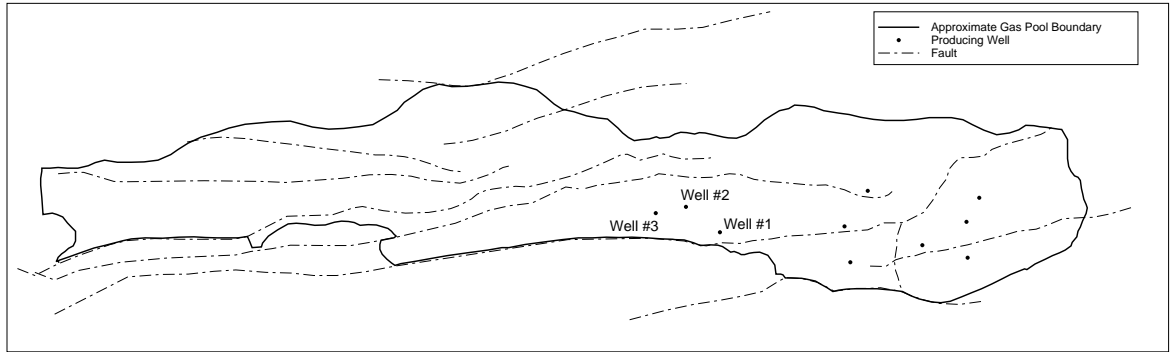 Approximate Gas Pool Boundary
Producing Well
Fault
Well #2
Well #3
Well #1